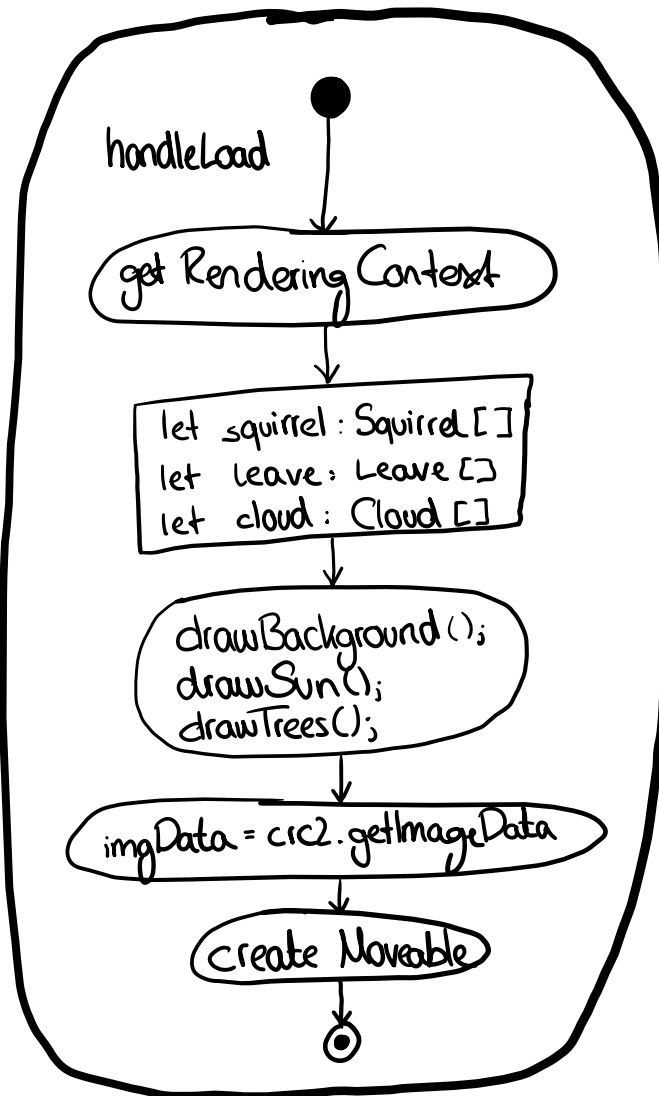 handleLoad
get Rendering Context
let squirrel : Squirrel []
let leave : Leave []
let cloud : Cloud []
drawBackground ();
drawSun();
drawTrees();
imgData = crc2.getImageData
create Moveable